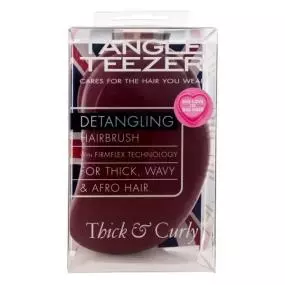 TANGLE
TEEZER
CARES FOR THE HAIR YOU WEAR
DETANGLING
HAIRBRUSH
WITH FIRMFLEX TECHNOLOGY
FOR THICK, WAVY
& AFRO HAIR.
Thick & Curly